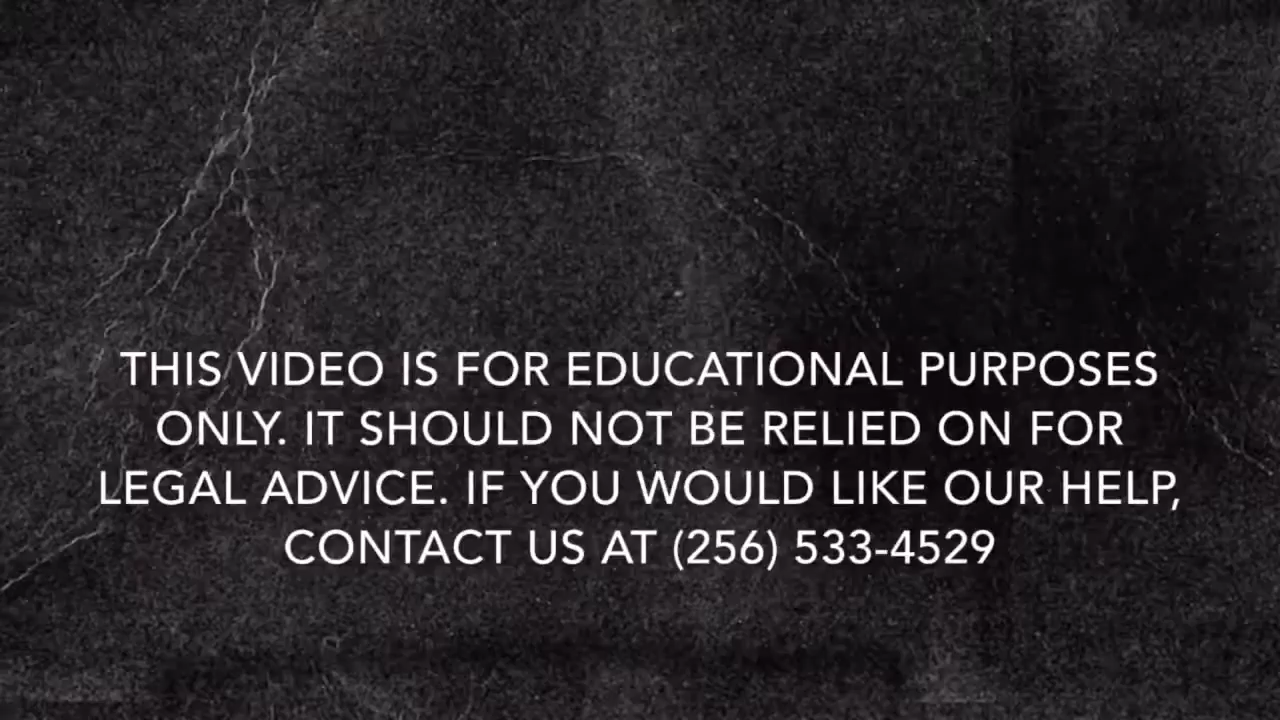 THIS VIDEO IS FOR EDUCATIONAL PURPOSES
ONLY. IT SHOULD NOT BE RELIED ON FOR
LEGAL ADVICE. IF YOU WOULD LIKE OUR HELP,
CONTACT US AT (256) 533-4529